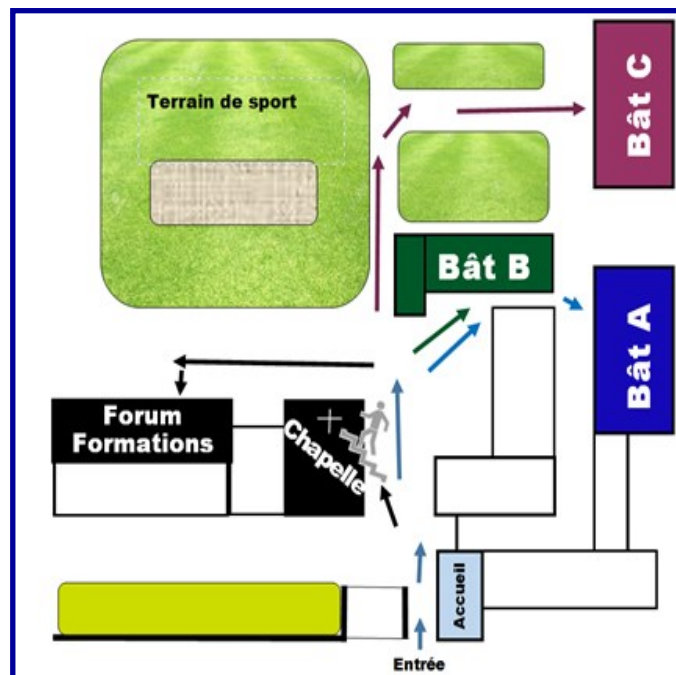 Terrain de sport
Bât C
Bât B
Bât A
Forum
Formations
Chapelle
Accueil
Entrée